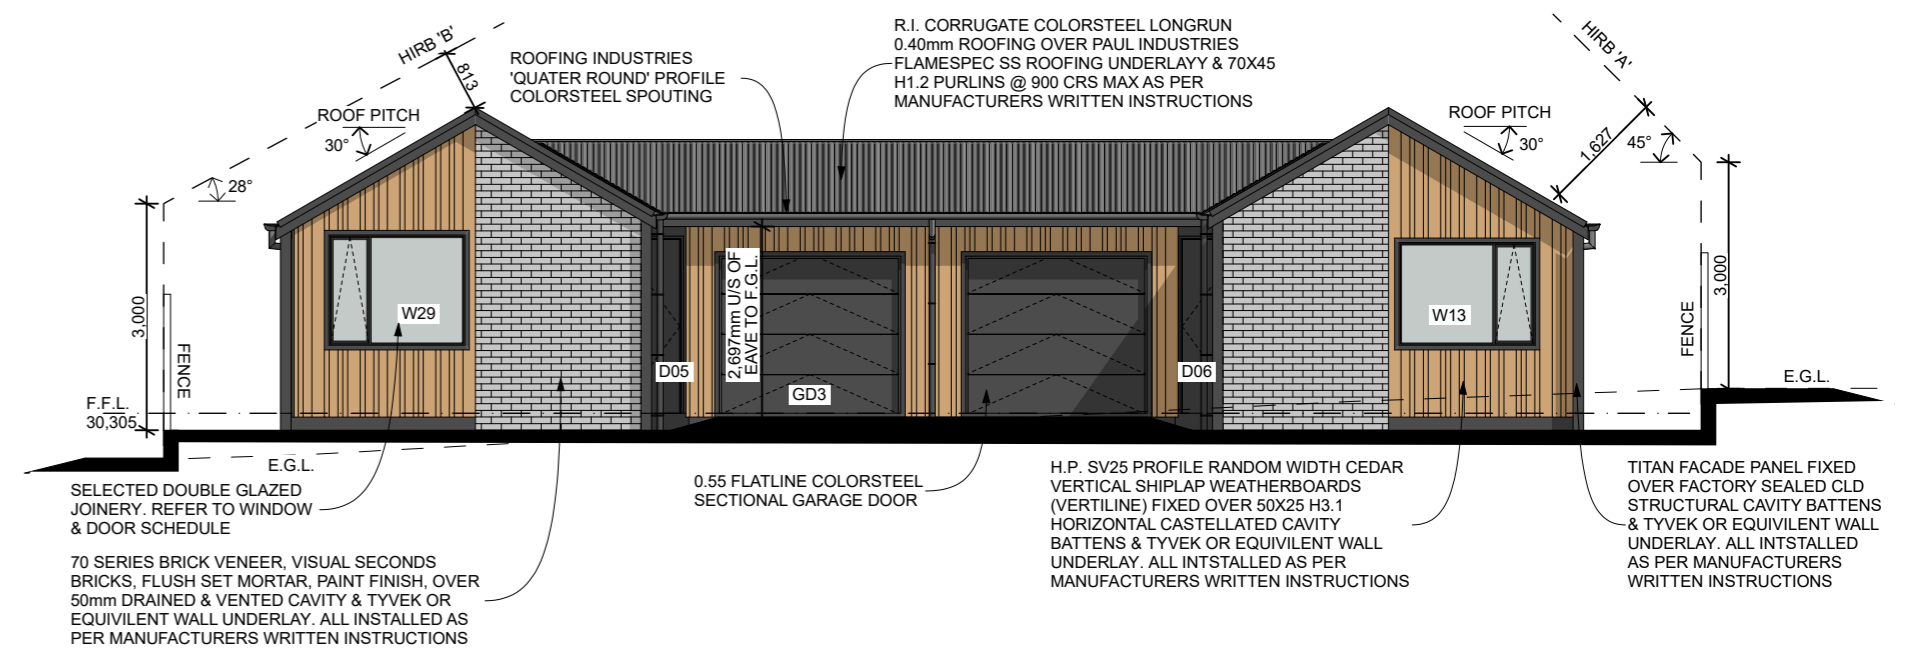 HIRB 'B'
813
ROOFING INDUSTRIES
'QUATER ROUND' PROFILE
COLORSTEEL SPOUTING
R.I. CORRUGATE COLORSTEEL LONGRUN
0.40mm ROOFING OVER PAUL INDUSTRIES
FLAMESPEC SS ROOFING UNDERLAYY & 70X45
H1.2 PURLINS @ 900 CRS MAX AS PER
MANUFACTURERS WRITTEN INSTRUCTIONS
HIRB 'A'
ROOF PITCH
30°
28°
ROOF PITCH
30°
1,627
45°
3,000
FENCE
W29
2,697mm U/S OF
EAVE TO F.G.L.
D05
GD3
D06
W13
FENCE
3,000
E.G.L.
F.F.L.
30,305
E.G.L.
SELECTED DOUBLE GLAZED
JOINERY. REFER TO WINDOW
& DOOR SCHEDULE
70 SERIES BRICK VENEER, VISUAL SECONDS
BRICKS, FLUSH SET MORTAR, PAINT FINISH, OVER
50mm DRAINED & VENTED CAVITY & TYVEK OR
EQUIVILENT WALL UNDERLAY. ALL INSTALLED AS
PER MANUFACTURERS WRITTEN INSTRUCTIONS
0.55 FLATLINE COLORSTEEL
SECTIONAL GARAGE DOOR
H.P. SV25 PROFILE RANDOM WIDTH CEDAR
VERTICAL SHIPLAP WEATHERBOARDS
(VERTILINE) FIXED OVER 50X25 H3.1
HORIZONTAL CASTELLATED CAVITY
BATTENS & TYVEK OR EQUIVILENT WALL
UNDERLAY. ALL INTSTALLED AS PER
MANUFACTURERS WRITTEN INSTRUCTIONS
TITAN FACADE PANEL FIXED
OVER FACTORY SEALED CLD
STRUCTURAL CAVITY BATTENS
& TYVEK OR EQUIVILENT WALL
UNDERLAY. ALL INTSTALLED
AS PER MANUFACTURERS
WRITTEN INSTRUCTIONS